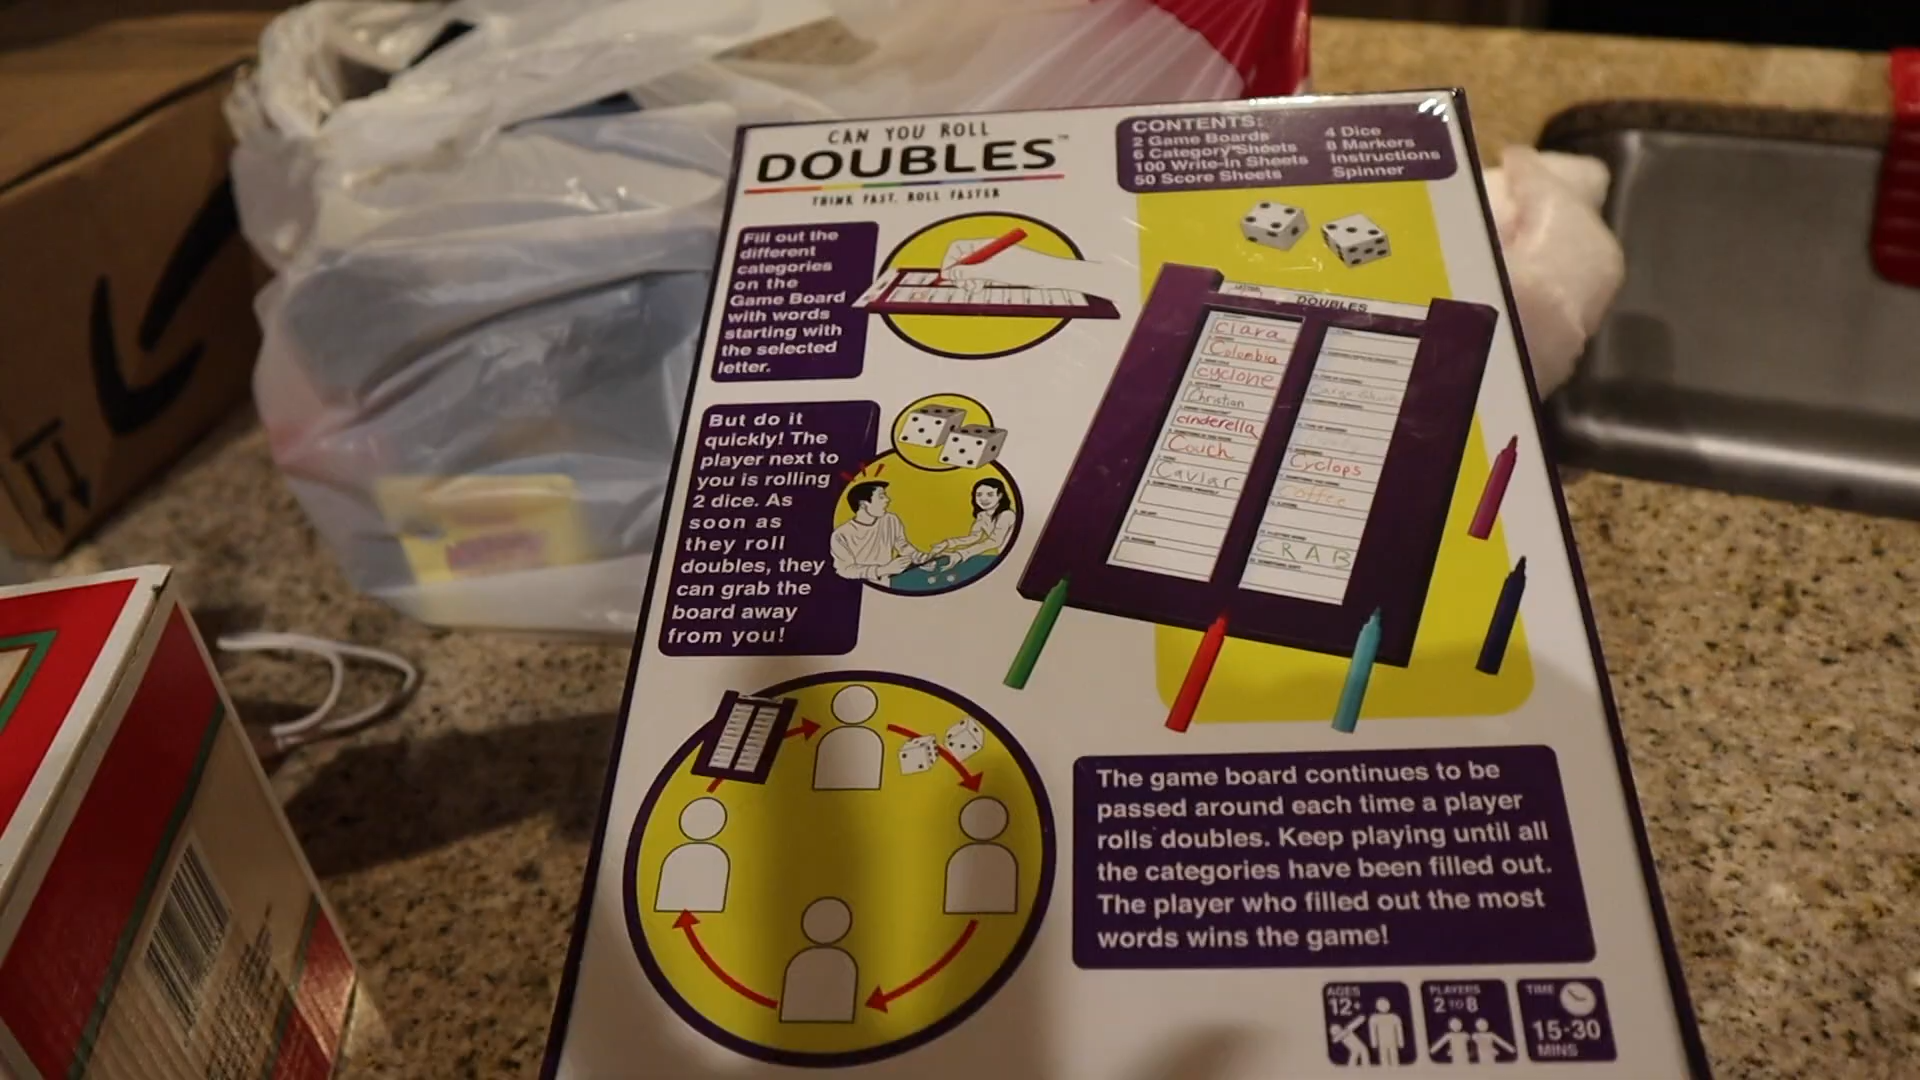 CAN YOU ROLL
DOUBLES™
THINK FAST, ROLL FASTER
CONTENTS:
2 Game Boards
6 Category Sheets
100 Write-In Sheets
50 Score Sheets
4 Dice
8 Markers
Instructions
Spinner
Fill out the
different
categories
on the
Game Board
with words
starting with
the selected
letter.
But do it
quickly! The
player next to
you is rolling
2 dice. As
soon as
they roll
doubles, they
can grab the
board away
from you!
DOUBLES
Clara
Colombia
cyclone
Christian
cinderella
Couch
Caviar
Cyclops
Coffee
CRAB
The game board continues to be
passed around each time a player
rolls doubles. Keep playing until all
the categories have been filled out.
The player who filled out the most
words wins the game!
AGES
12+
PLAYERS
2 TO 8
TIME
15-30
MINS